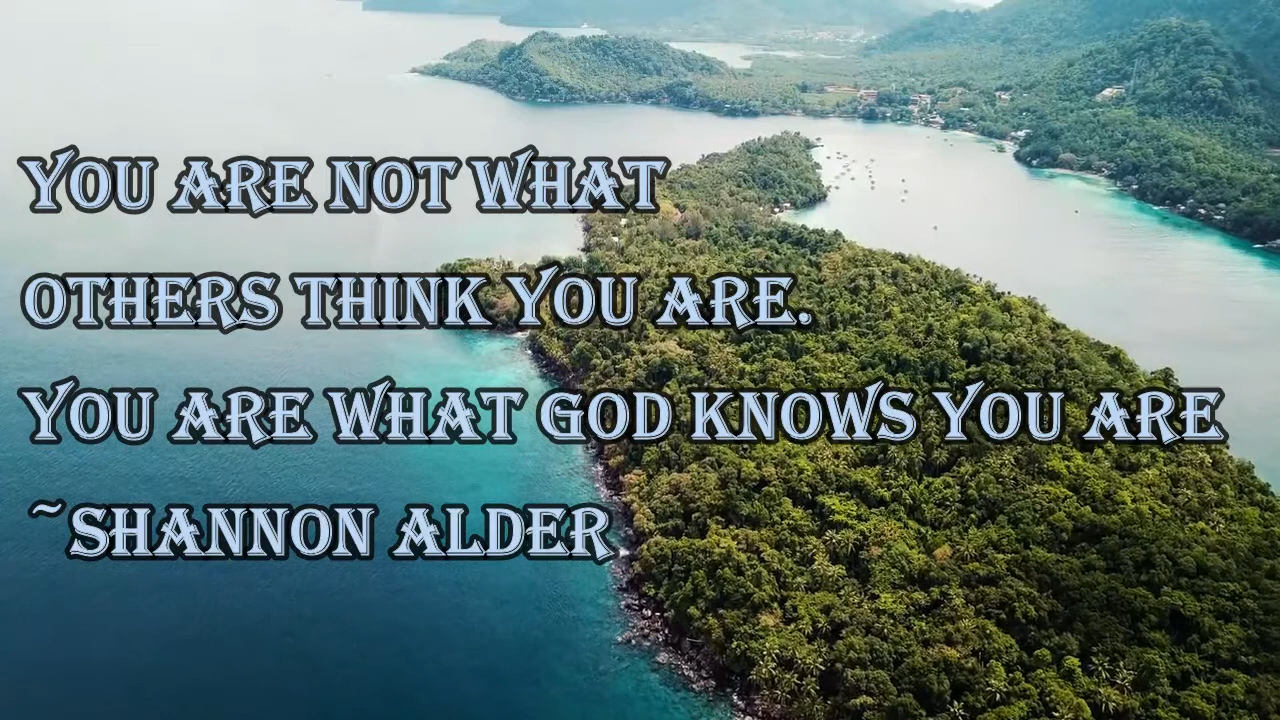 YOU ARE NOT WHAT
OTHERS THINK YOU ARE.
YOU ARE WHAT GOD KNOWS YOU ARE
~SHANNON ALDER